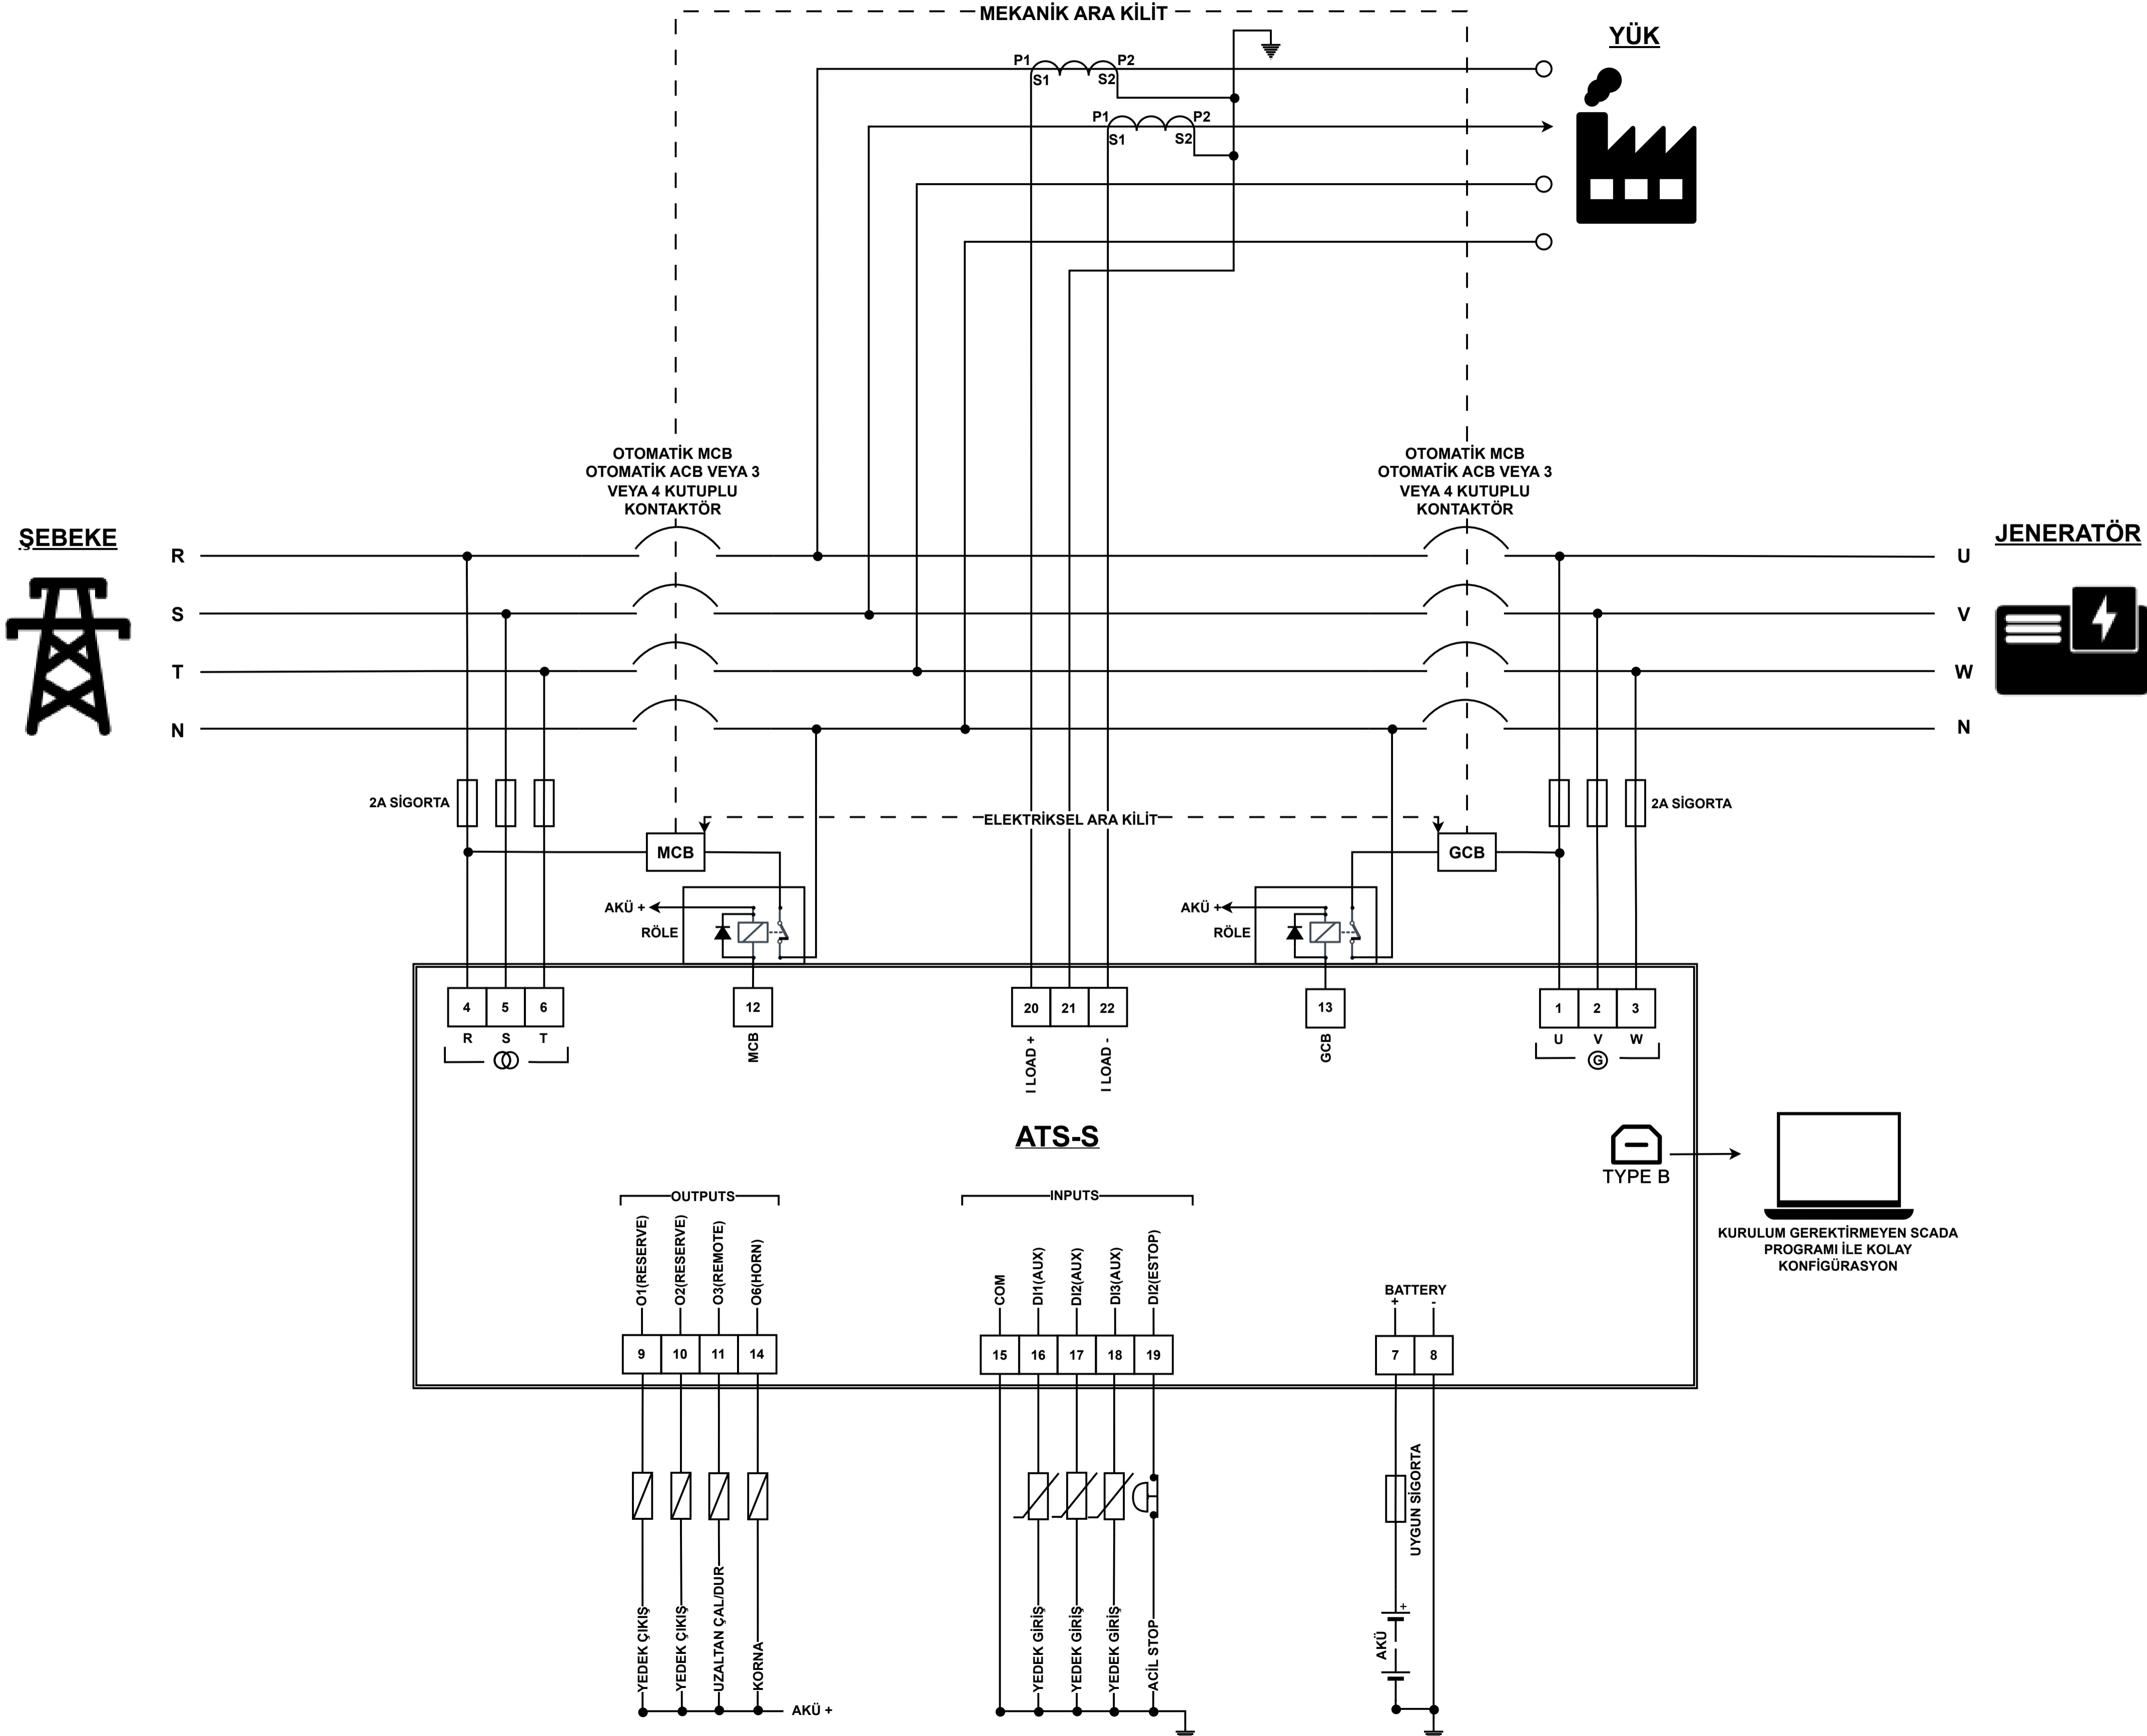 MEKANİK ARA KİLİT
YÜK
P1 P2
S1 S2
P1 P2
S1 S2
OTOMATİK MCB
OTOMATİK ACB VEYA 3
VEYA 4 KUTUPLU
KONTAKTÖR
OTOMATİK MCB
OTOMATİK ACB VEYA 3
VEYA 4 KUTUPLU
KONTAKTÖR
ŞEBEKE
JENERATÖR
R
U
S
V
T
W
N
N
2A SİGORTA
2A SİGORTA
ELEKTRİKSEL ARA KİLİT
MCB
GCB
AKÜ +
RÖLE
AKÜ +
RÖLE
4 5 6
12
20 21 22
13
1 2 3
R S T
MCB
I LOAD +
I LOAD -
GCB
U V W
G
ATS-S
TYPE B
KURULUM GEREKTİRMEYEN SCADA
PROGRAMI İLE KOLAY
KONFİGÜRASYON
OUTPUTS
O1(RESERVE)
O2(RESERVE)
O3(REMOTE)
O6(HORN)
9 10 11 14
INPUTS
COM
DI1(AUX)
DI2(AUX)
DI3(AUX)
DI2(ESTOP)
15 16 17 18 19
BATTERY
+ -
7 8
YEDEK ÇIKIŞ
YEDEK ÇIKIŞ
UZALTAN ÇAL/DUR
KORNA
AKÜ +
YEDEK GİRİŞ
YEDEK GİRİŞ
YEDEK GİRİŞ
ACİL STOP
UYGUN SİGORTA
+
AKÜ